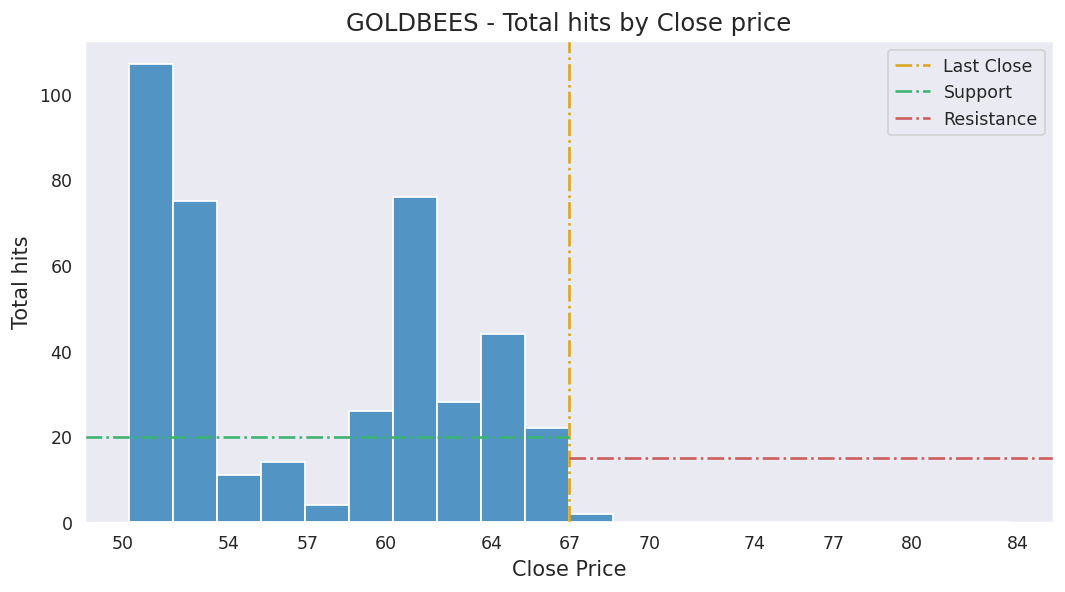 GOLDBEES - Total hits by Close price
Last Close
Support
Resistance
Total hits
100
80
60
40
20
0
50 54 57 60 64 67 70 74 77 80 84
Close Price